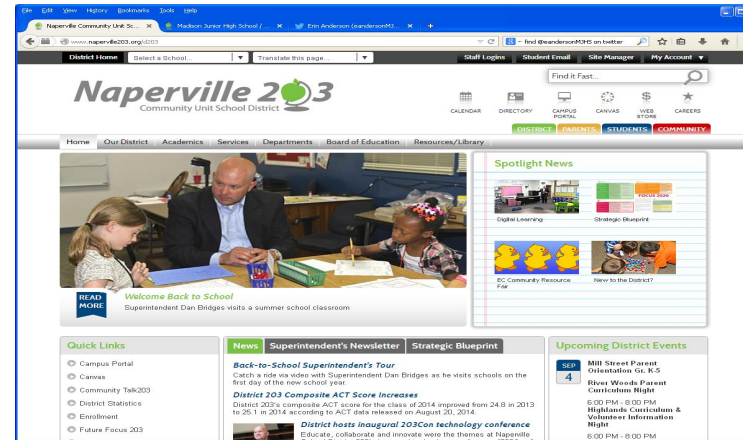 File Edit View History Bookmarks Tools Help
Naperville Community Unit Sc... × Madison Junior High School /... × Erin Anderson (eandersonMJ... × +
www.naperville203.org/d203 find @eandersonMJHS on twitter
District Home Select a School... Translate this page... Staff Logins Student Email Site Manager My Account
Find it Fast...
Naperville 203
Community Unit School District
CALENDAR DIRECTORY CAMPUS PORTAL CANVAS WEB STORE CAREERS
DISTRICT PARENTS STUDENTS COMMUNITY
Home Our District Academics Services Departments Board of Education Resources/Library
READ MORE
Welcome Back to School
Superintendent Dan Bridges visits a summer school classroom
Spotlight News
FOCUS 2020
Digital Learning Strategic Blueprint
EC Community Resource Fair New to the District?
Quick Links
Campus Portal
Canvas
Community Talk203
District Statistics
Enrollment
Future Focus 203
News Superintendent's Newsletter Strategic Blueprint
Back-to-School Superintendent's Tour
Catch a ride via video with Superintendent Dan Bridges as he visits schools on the
first day of the new school year.
District 203 Composite ACT Score Increases
District 203's composite ACT score for the class of 2014 improved from 24.8 in 2013
to 25.1 in 2014 according to ACT data released on August 20, 2014.
District hosts inaugural 203Con technology conference
Educate, collaborate and innovate were the themes at Naperville
Upcoming District Events
SEP
4
Mill Street Parent
Orientation Gr. K-5
River Woods Parent
Curriculum Night
6:00 PM - 8:00 PM
Highlands Curriculum &
Volunteer Information
Night
6:00 PM - 8:00 PM